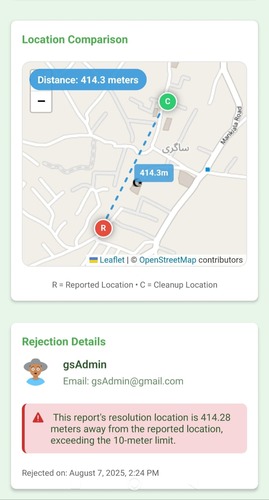 Location Comparison
Distance: 414.3 meters
−
C
Mankiala Road
ساگری
414.3m
R
Leaflet | © OpenStreetMap contributors
R = Reported Location • C = Cleanup Location
Rejection Details
gsAdmin
Email: gsAdmin@gmail.com
This report's resolution location is 414.28
meters away from the reported location,
exceeding the 10-meter limit.
Rejected on: August 7, 2025, 2:24 PM